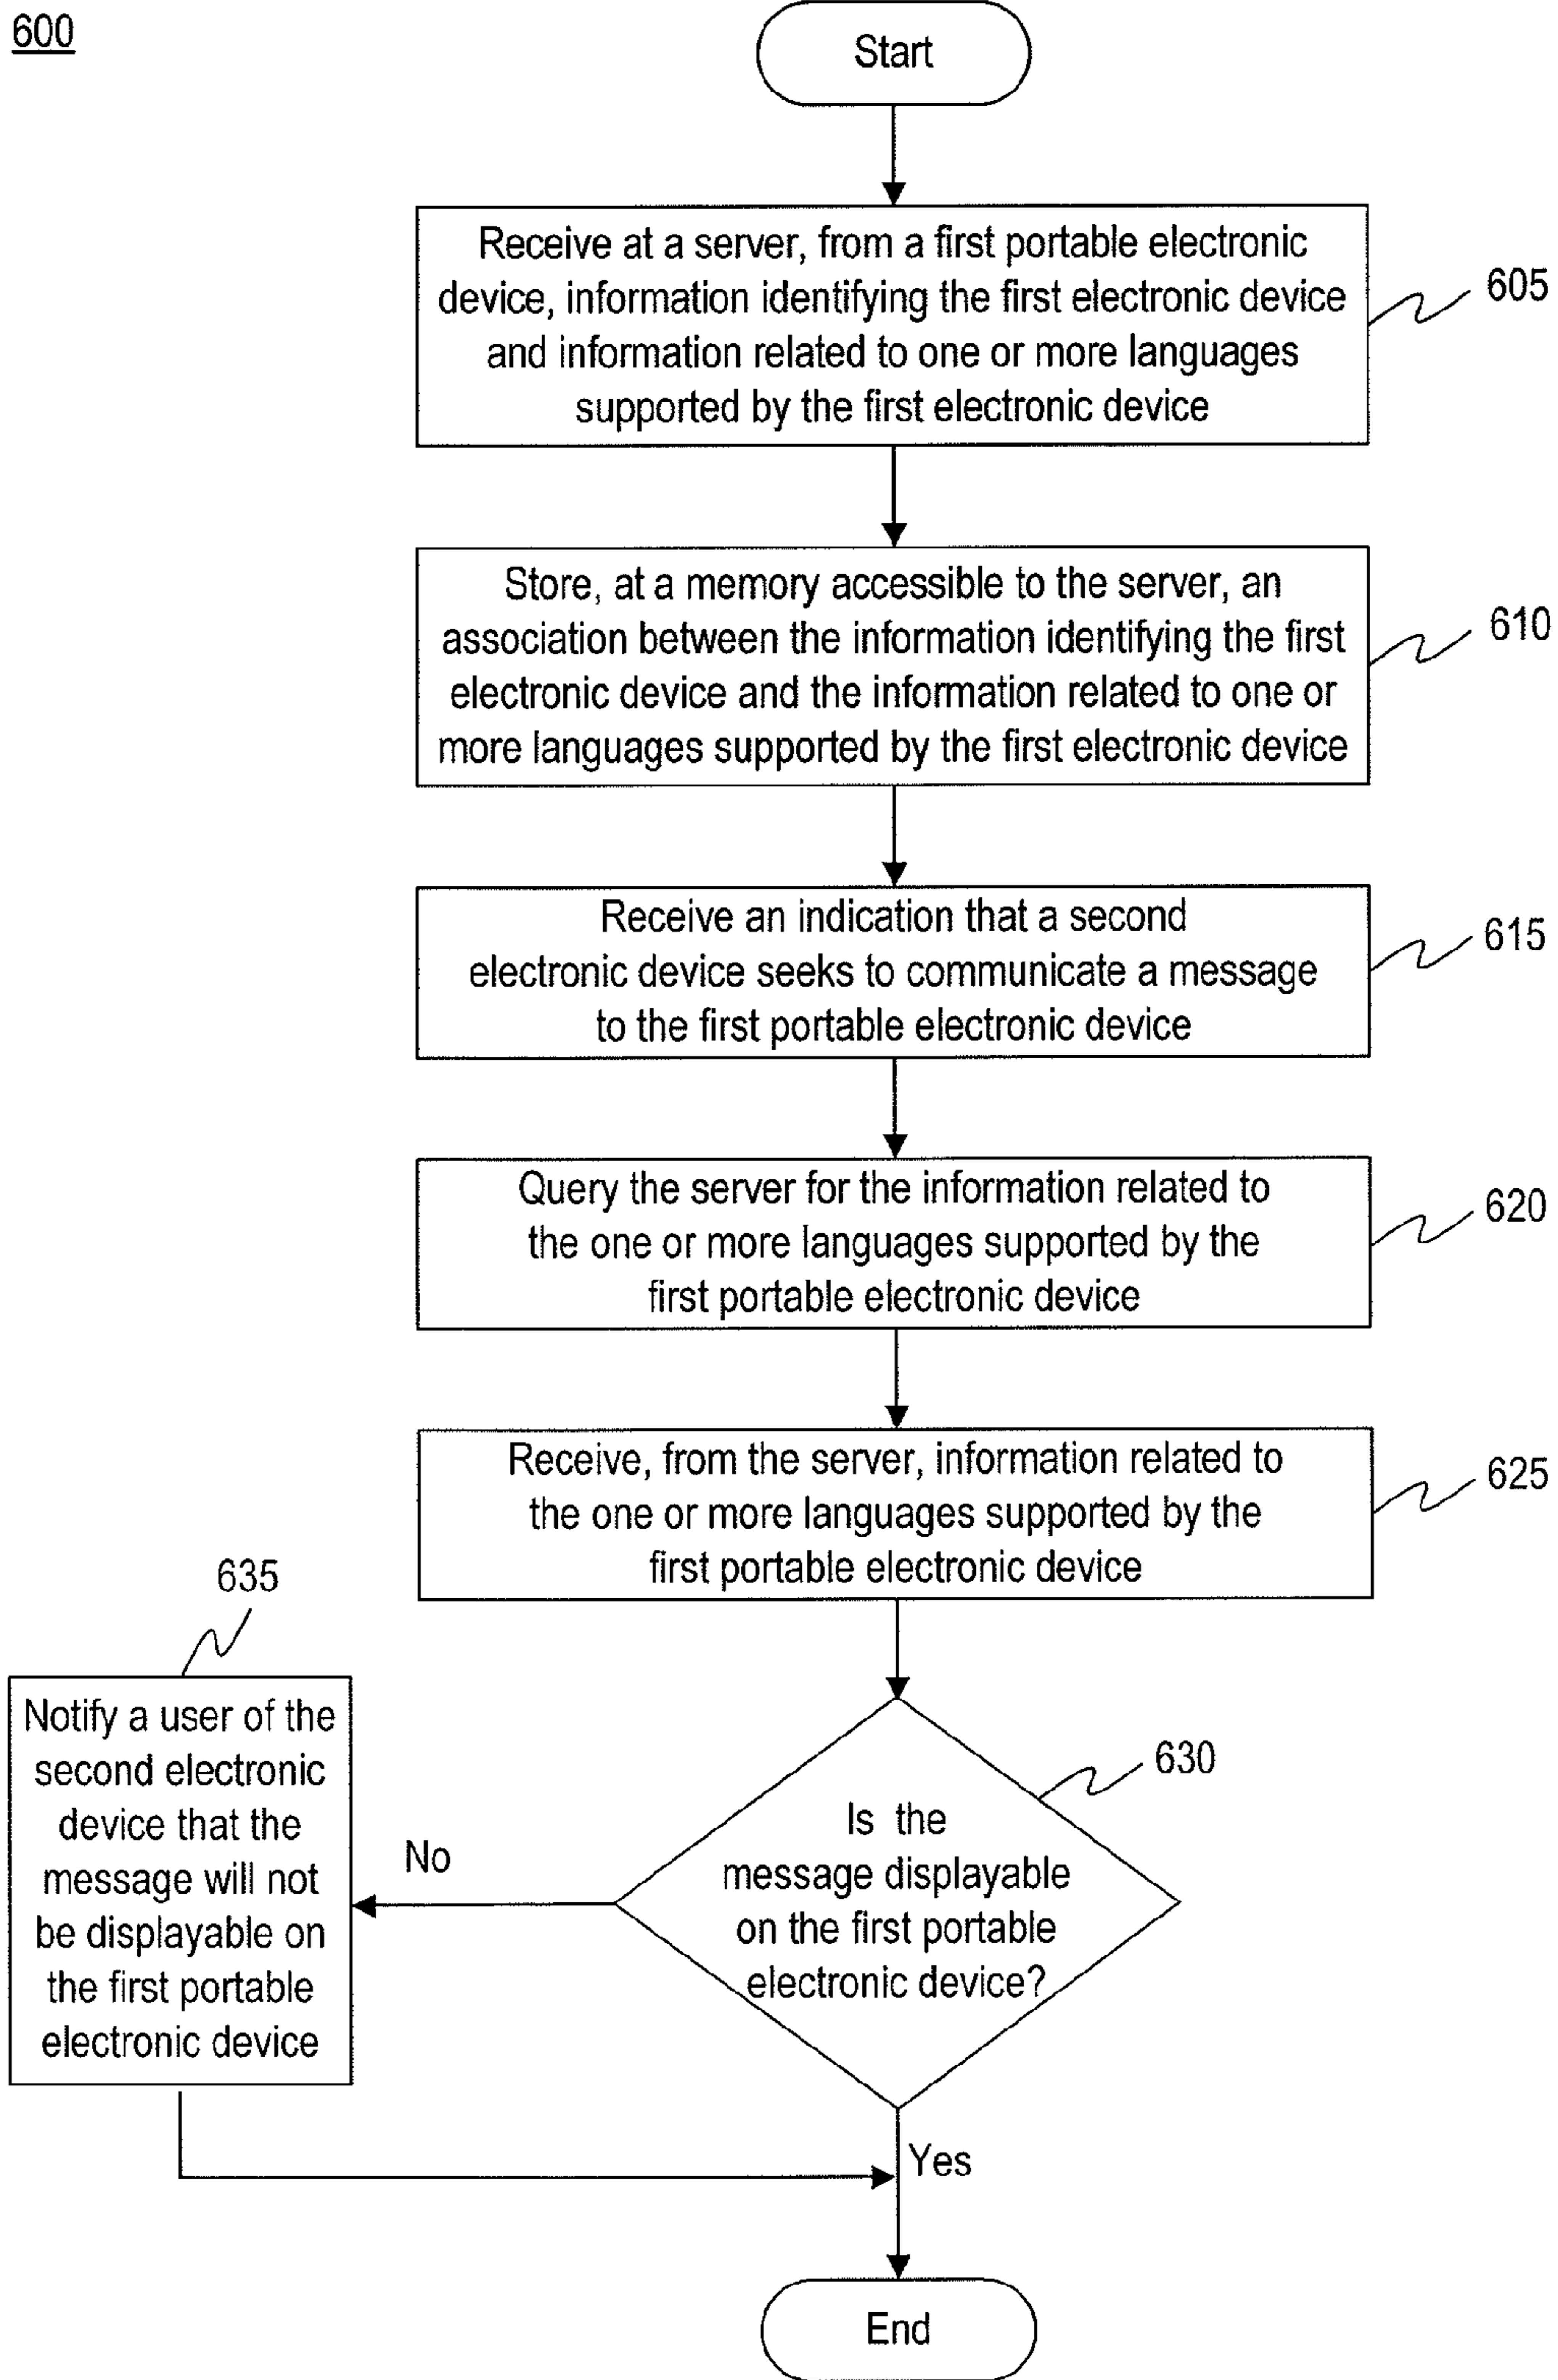 600
Start
Receive at a server, from a first portable electronic
device, information identifying the first electronic device
and information related to one or more languages
supported by the first electronic device
605
Store, at a memory accessible to the server, an
association between the information identifying the first
electronic device and the information related to one or
more languages supported by the first electronic device
610
Receive an indication that a second
electronic device seeks to communicate a message
to the first portable electronic device
615
Query the server for the information related to
the one or more languages supported by the
first portable electronic device
620
Receive, from the server, information related to
the one or more languages supported by the
first portable electronic device
625
Is the
message displayable
on the first portable
electronic device?
630
No
635
Notify a user of the
second electronic
device that the
message will not
be displayable on
the first portable
electronic device
Yes
End